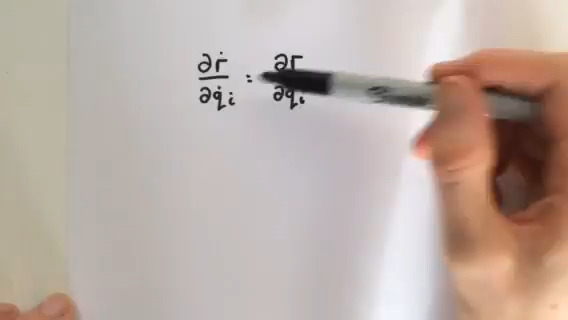 ∂ṙ/∂q̇ᵢ = ∂r/∂qᵢ